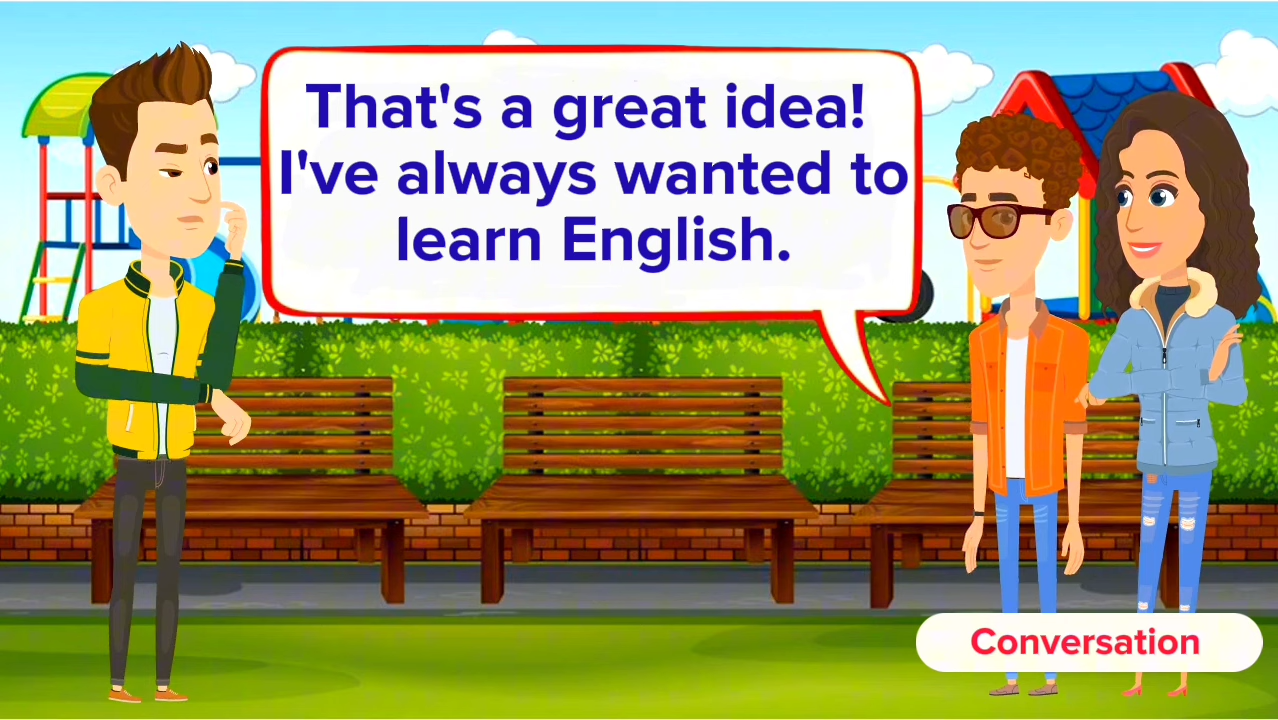 That's a great idea!
I've always wanted to
learn English.
Conversation